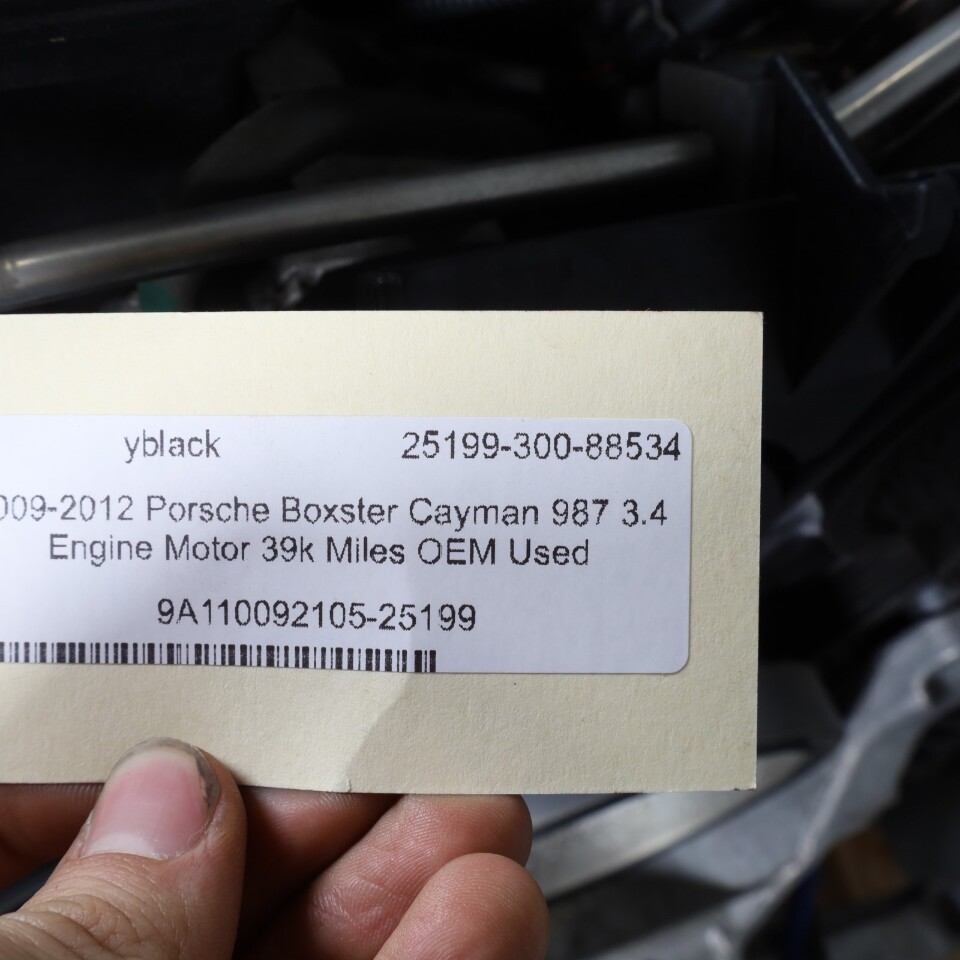 yblack 25199-300-88534
009-2012 Porsche Boxster Cayman 987 3.4
Engine Motor 39k Miles OEM Used
9A110092105-25199